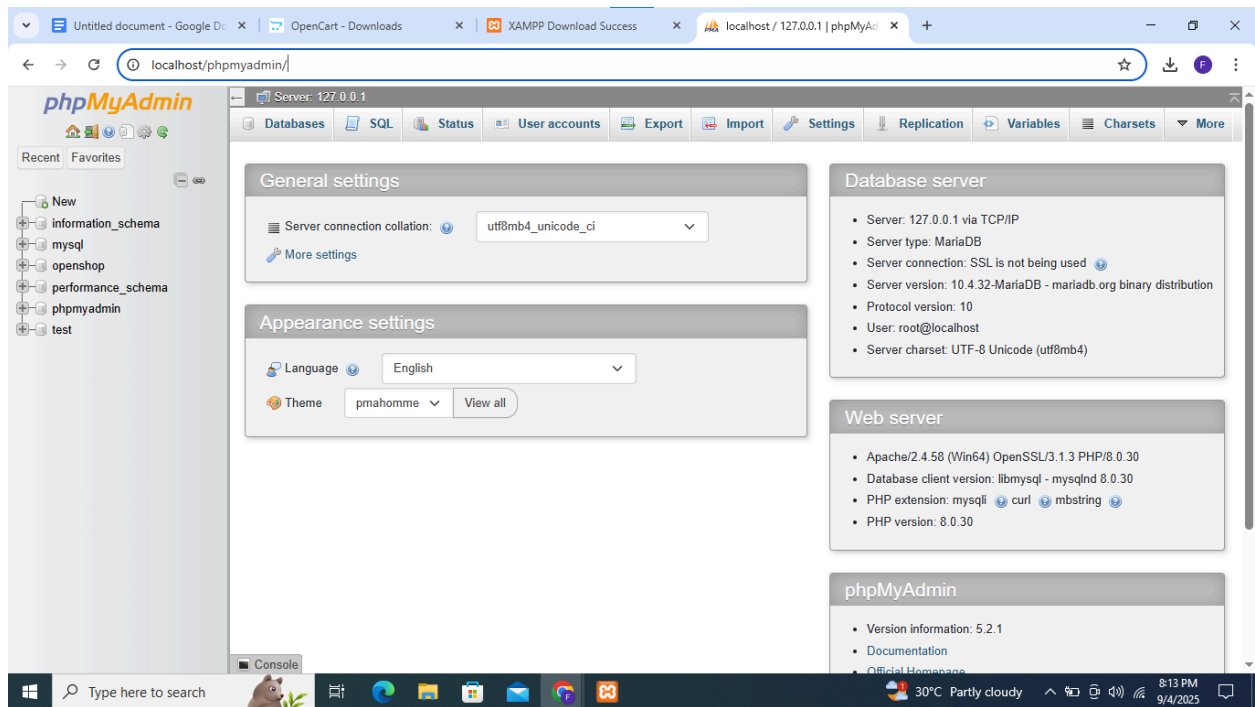 Untitled document - Google Do
OpenCart - Downloads
XAMPP Download Success
localhost / 127.0.0.1 | phpMyAd
localhost/phpmyadmin/
F
phpMyAdmin
Recent Favorites
New
information_schema
mysql
openshop
performance_schema
phpmyadmin
test
Server: 127.0.0.1
Databases SQL Status User accounts Export Import Settings Replication Variables Charsets More
General settings
Server connection collation: utf8mb4_unicode_ci
More settings
Appearance settings
Language English
Theme pmahomme View all
Database server
Server: 127.0.0.1 via TCP/IP
Server type: MariaDB
Server connection: SSL is not being used
Server version: 10.4.32-MariaDB - mariadb.org binary distribution
Protocol version: 10
User: root@localhost
Server charset: UTF-8 Unicode (utf8mb4)
Web server
Apache/2.4.58 (Win64) OpenSSL/3.1.3 PHP/8.0.30
Database client version: libmysql - mysqlnd 8.0.30
PHP extension: mysqli curl mbstring
PHP version: 8.0.30
phpMyAdmin
Version information: 5.2.1
Documentation
Official Homepage
Console
Type here to search
30°C Partly cloudy
8:13 PM
9/4/2025